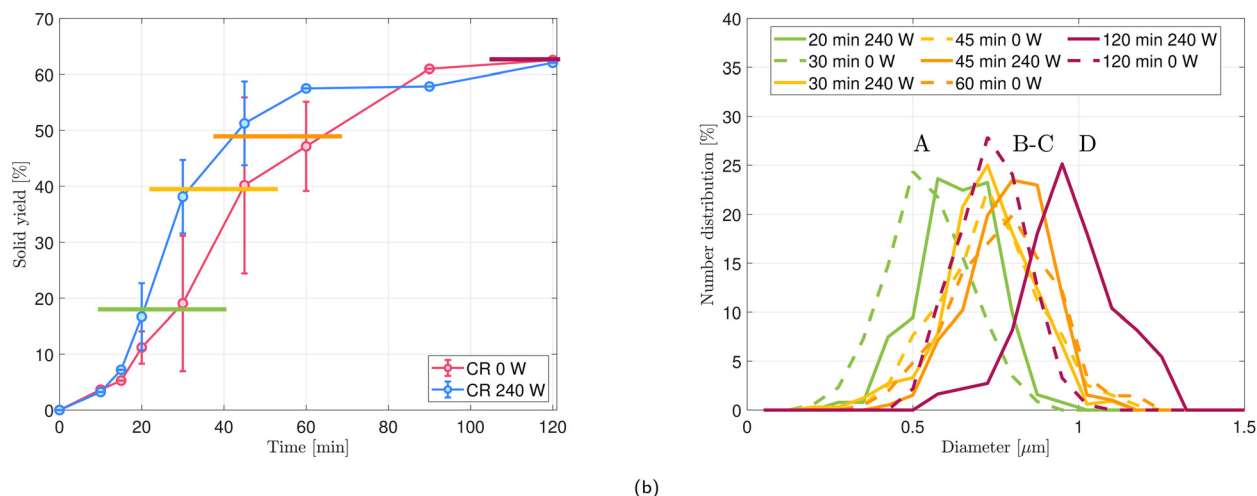 70
60
50
40
30
20
10
0
Solid yield [%]
0 20 40 60 80 100 120
Time [min]
CR 0 W
CR 240 W
40
35
30
25
20
15
10
5
0
Number distribution [%]
20 min 240 W 45 min 0 W 120 min 240 W
30 min 0 W 45 min 240 W 120 min 0 W
30 min 240 W 60 min 0 W
A B-C D
0 0.5 1 1.5
Diameter [μm]
(b)